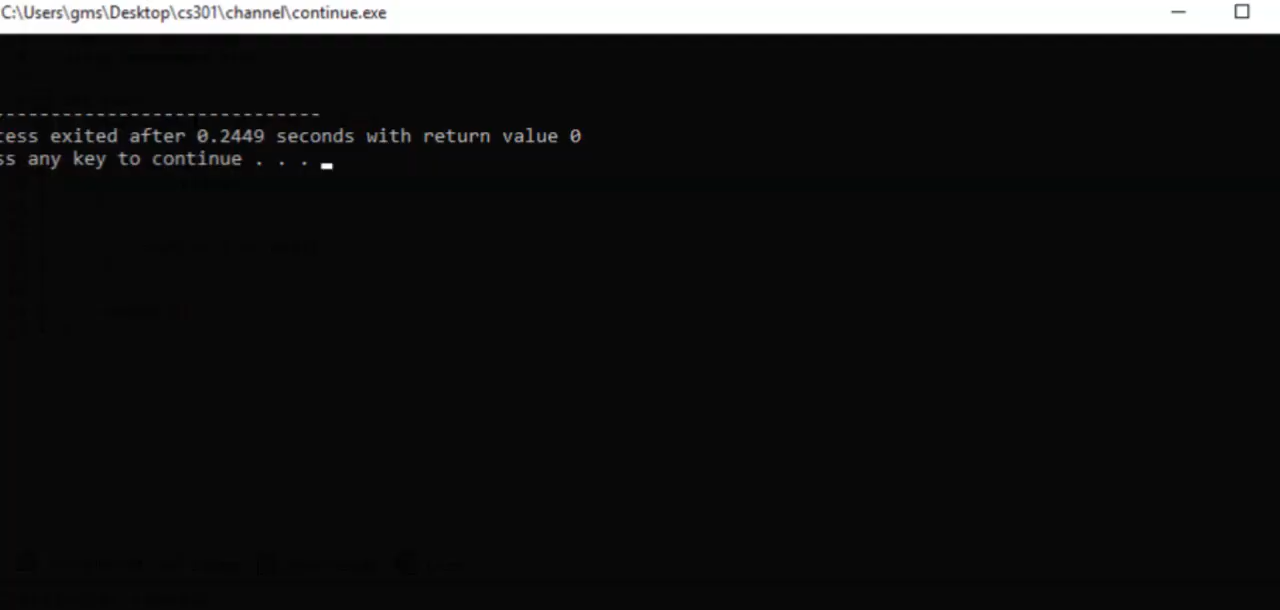 C:\Users\gms\Desktop\cs301\channel\continue.exe
-----------------------------
cess exited after 0.2449 seconds with return value 0
ss any key to continue . . .